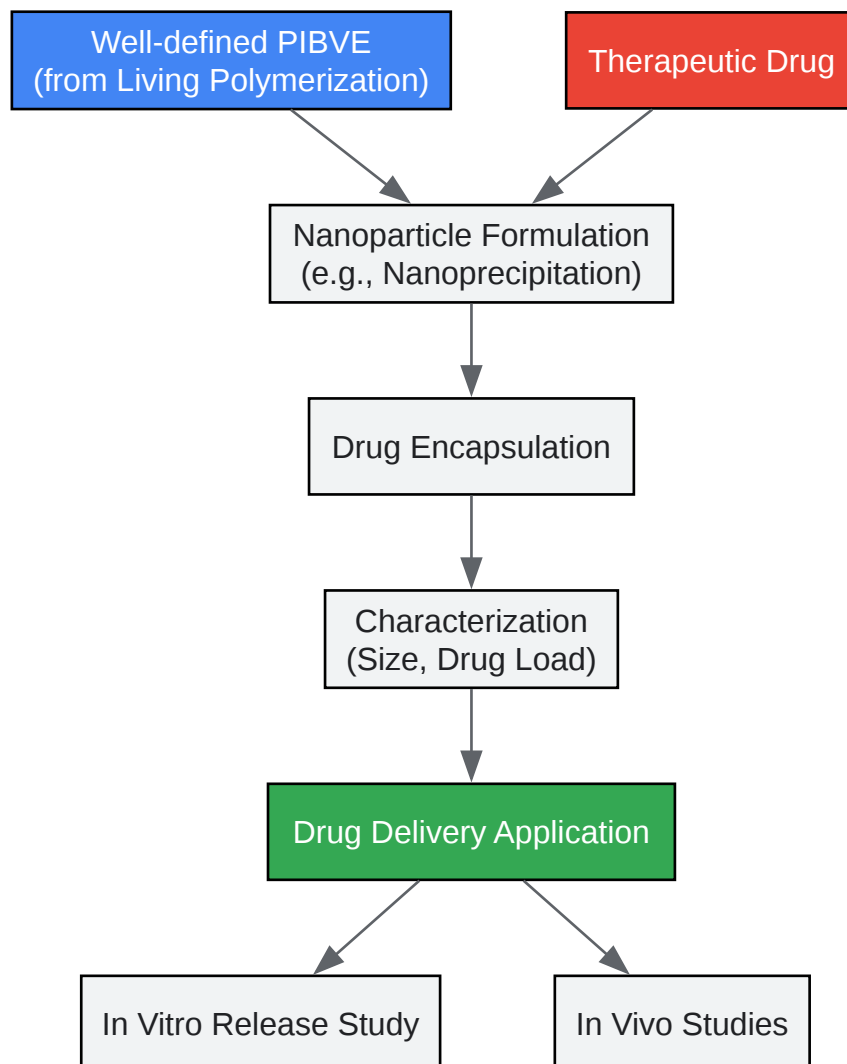 Well-defined PIBVE
(from Living Polymerization)
Therapeutic Drug
Nanoparticle Formulation
(e.g., Nanoprecipitation)
Drug Encapsulation
Characterization
(Size, Drug Load)
Drug Delivery Application
In Vitro Release Study
In Vivo Studies